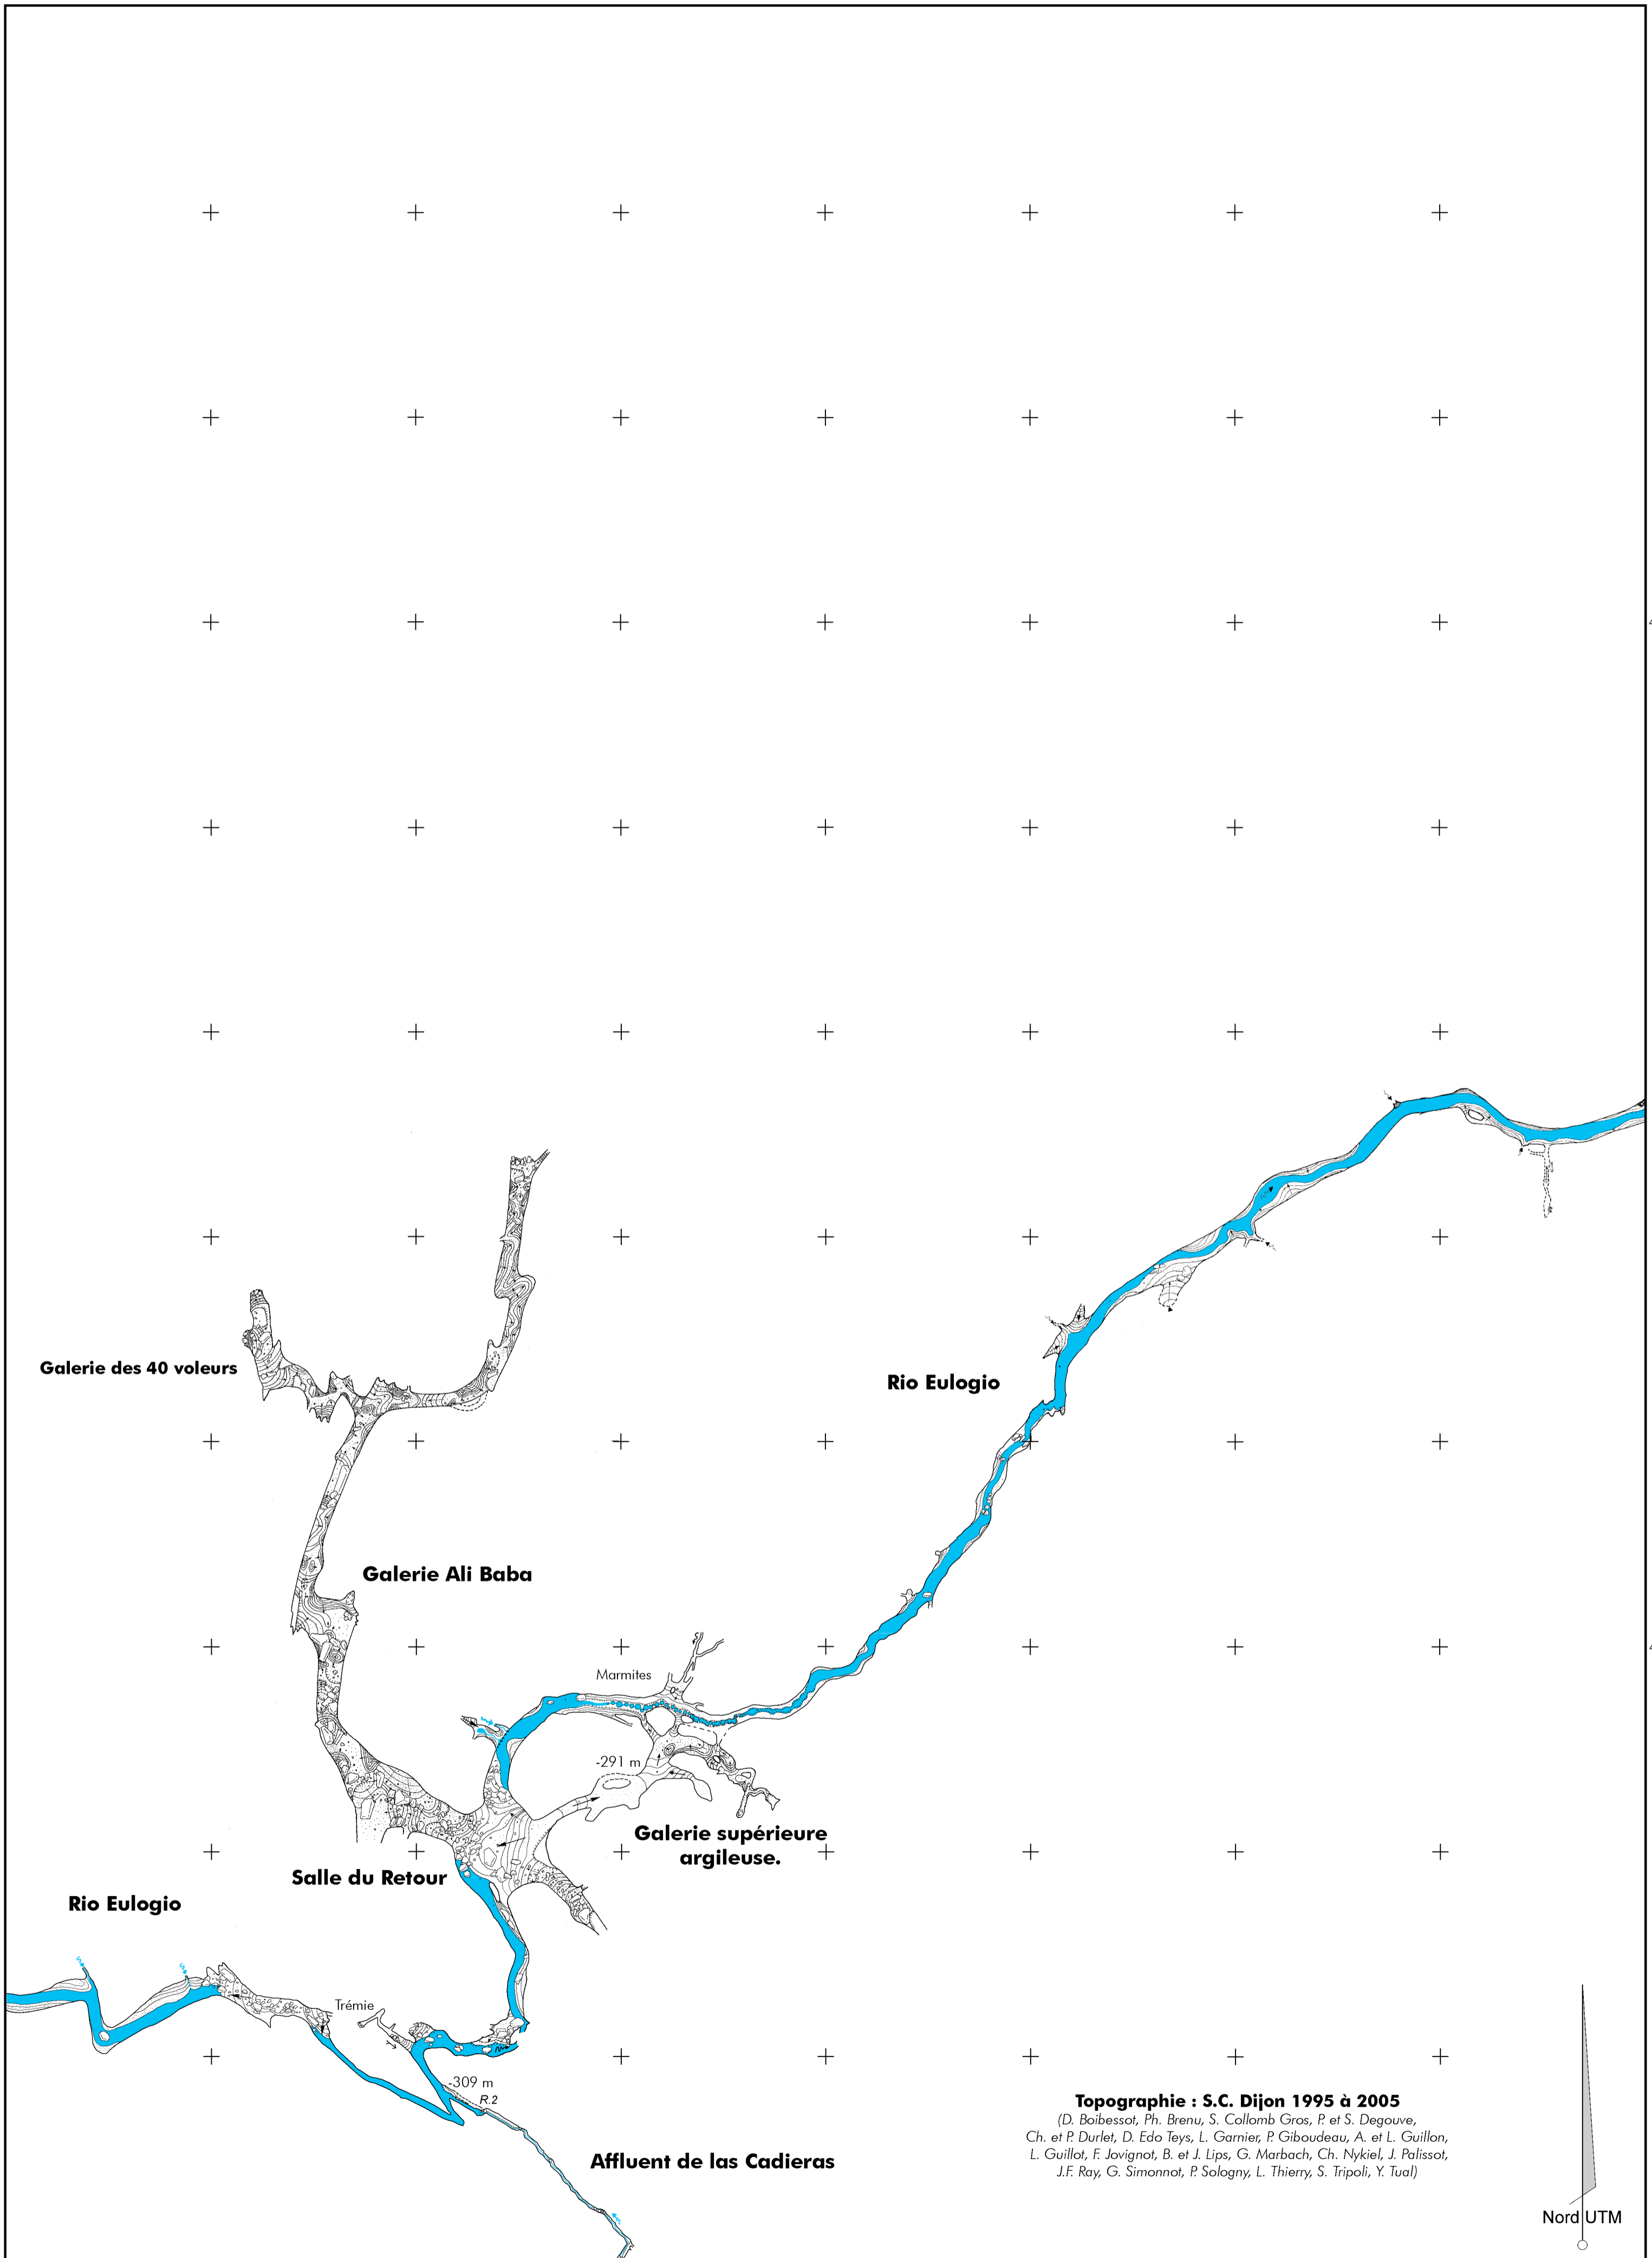 Galerie des 40 voleurs
Rio Eulogio
Galerie Ali Baba
Marmites
-291 m
Galerie supérieure
argileuse.
Salle du Retour
Rio Eulogio
Trémie
-309 m
R.2
Affluent de las Cadieras
Topographie : S.C. Dijon 1995 à 2005
(D. Boibessot, Ph. Brenu, S. Collomb Gros, P. et S. Degouve,
Ch. et P. Durlet, D. Edo Teys, L. Garnier, P. Giboudeau, A. et L. Guillon,
L. Guillot, F. Jovignot, B. et J. Lips, G. Marbach, Ch. Nykiel, J. Palissot,
J.F. Ray, G. Simonnot, P. Sologny, L. Thierry, S. Tripoli, Y. Tual)
Nord UTM